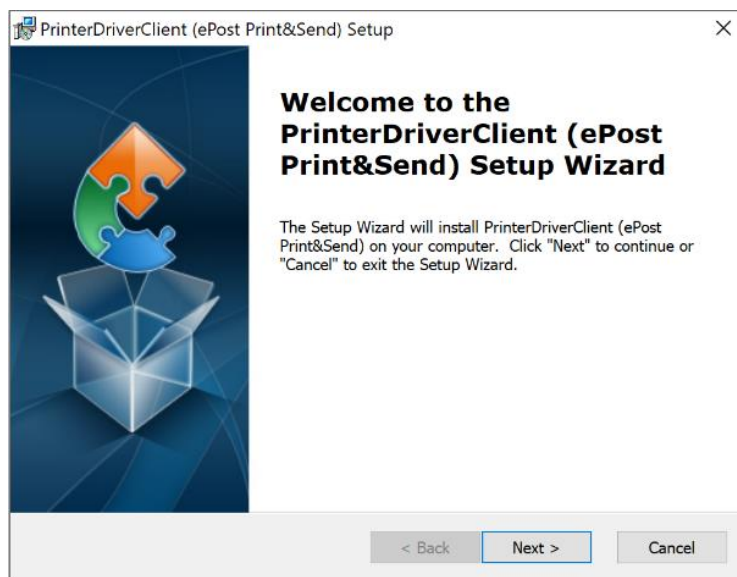 PrinterDriverClient (ePost Print&Send) Setup
Welcome to the
PrinterDriverClient (ePost
Print&Send) Setup Wizard
The Setup Wizard will install PrinterDriverClient (ePost
Print&Send) on your computer.  Click "Next" to continue or
"Cancel" to exit the Setup Wizard.
< Back
Next >
Cancel